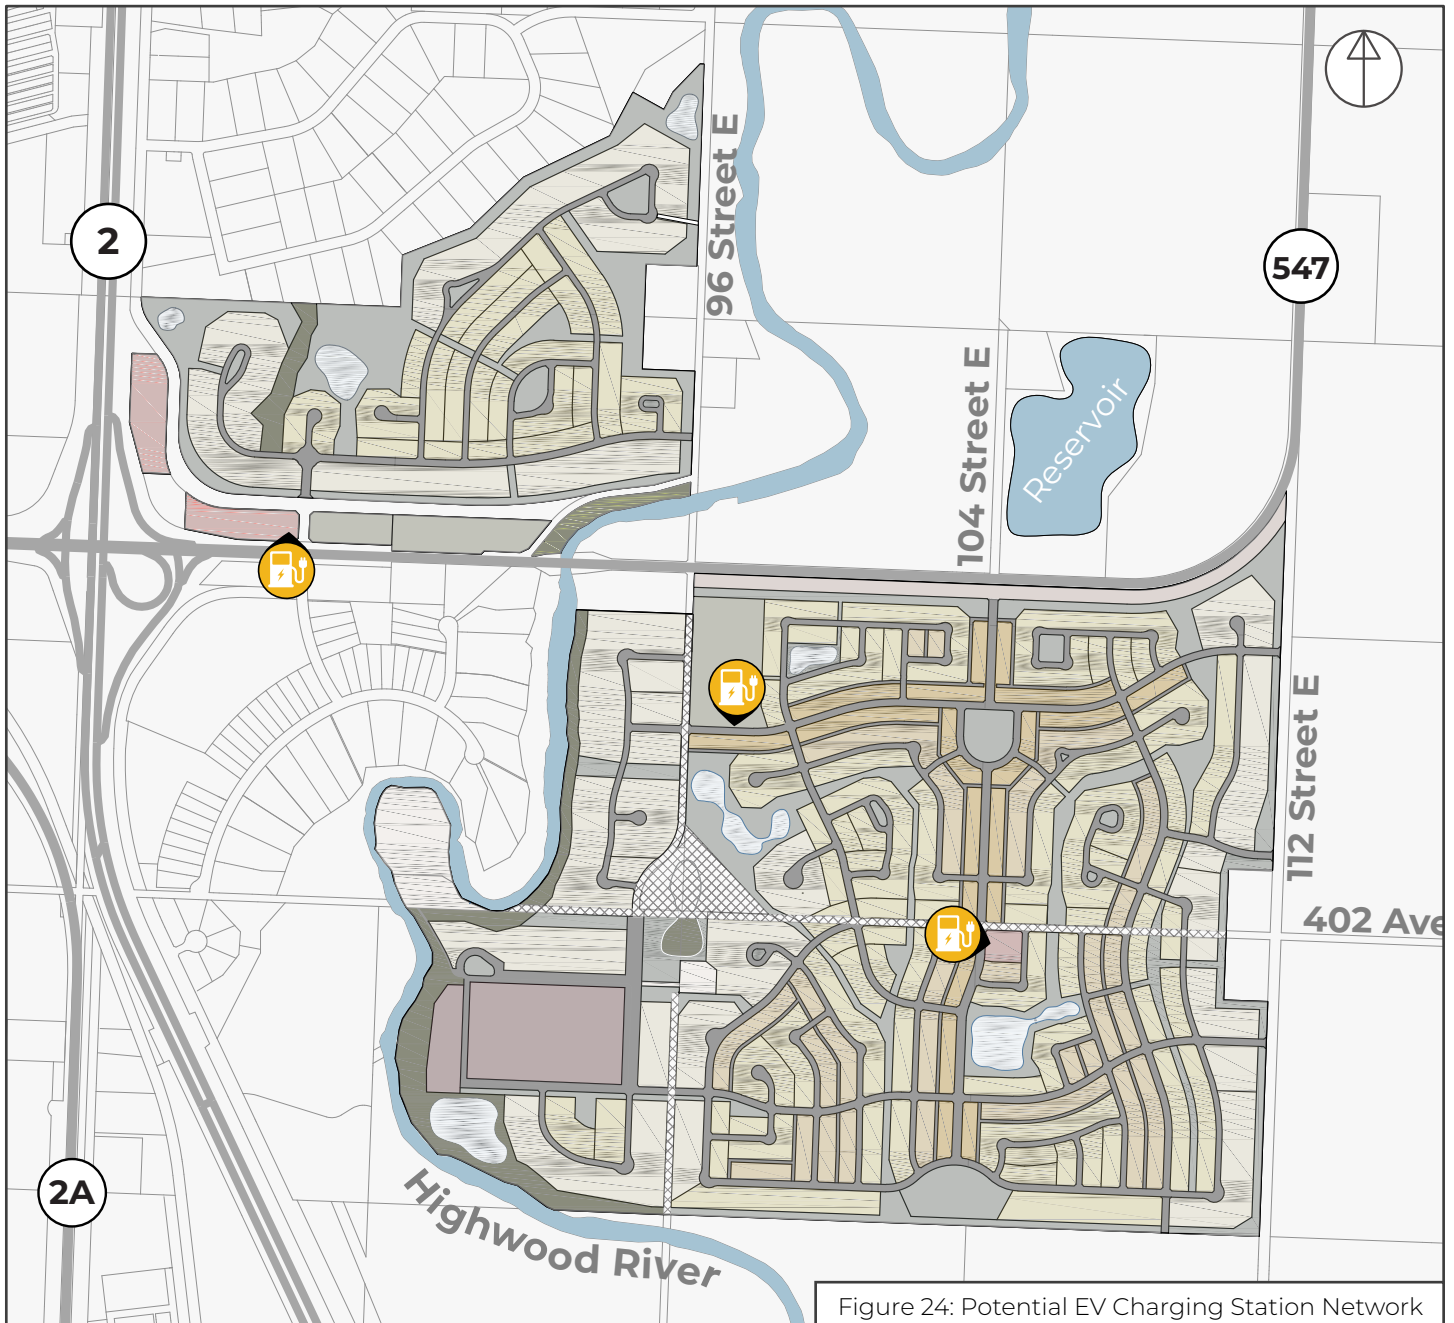 96 Street E
2
547
104 Street E
Reservoir
112 Street E
402 Ave
2A
Highwood River
Figure 24: Potential EV Charging Station Network